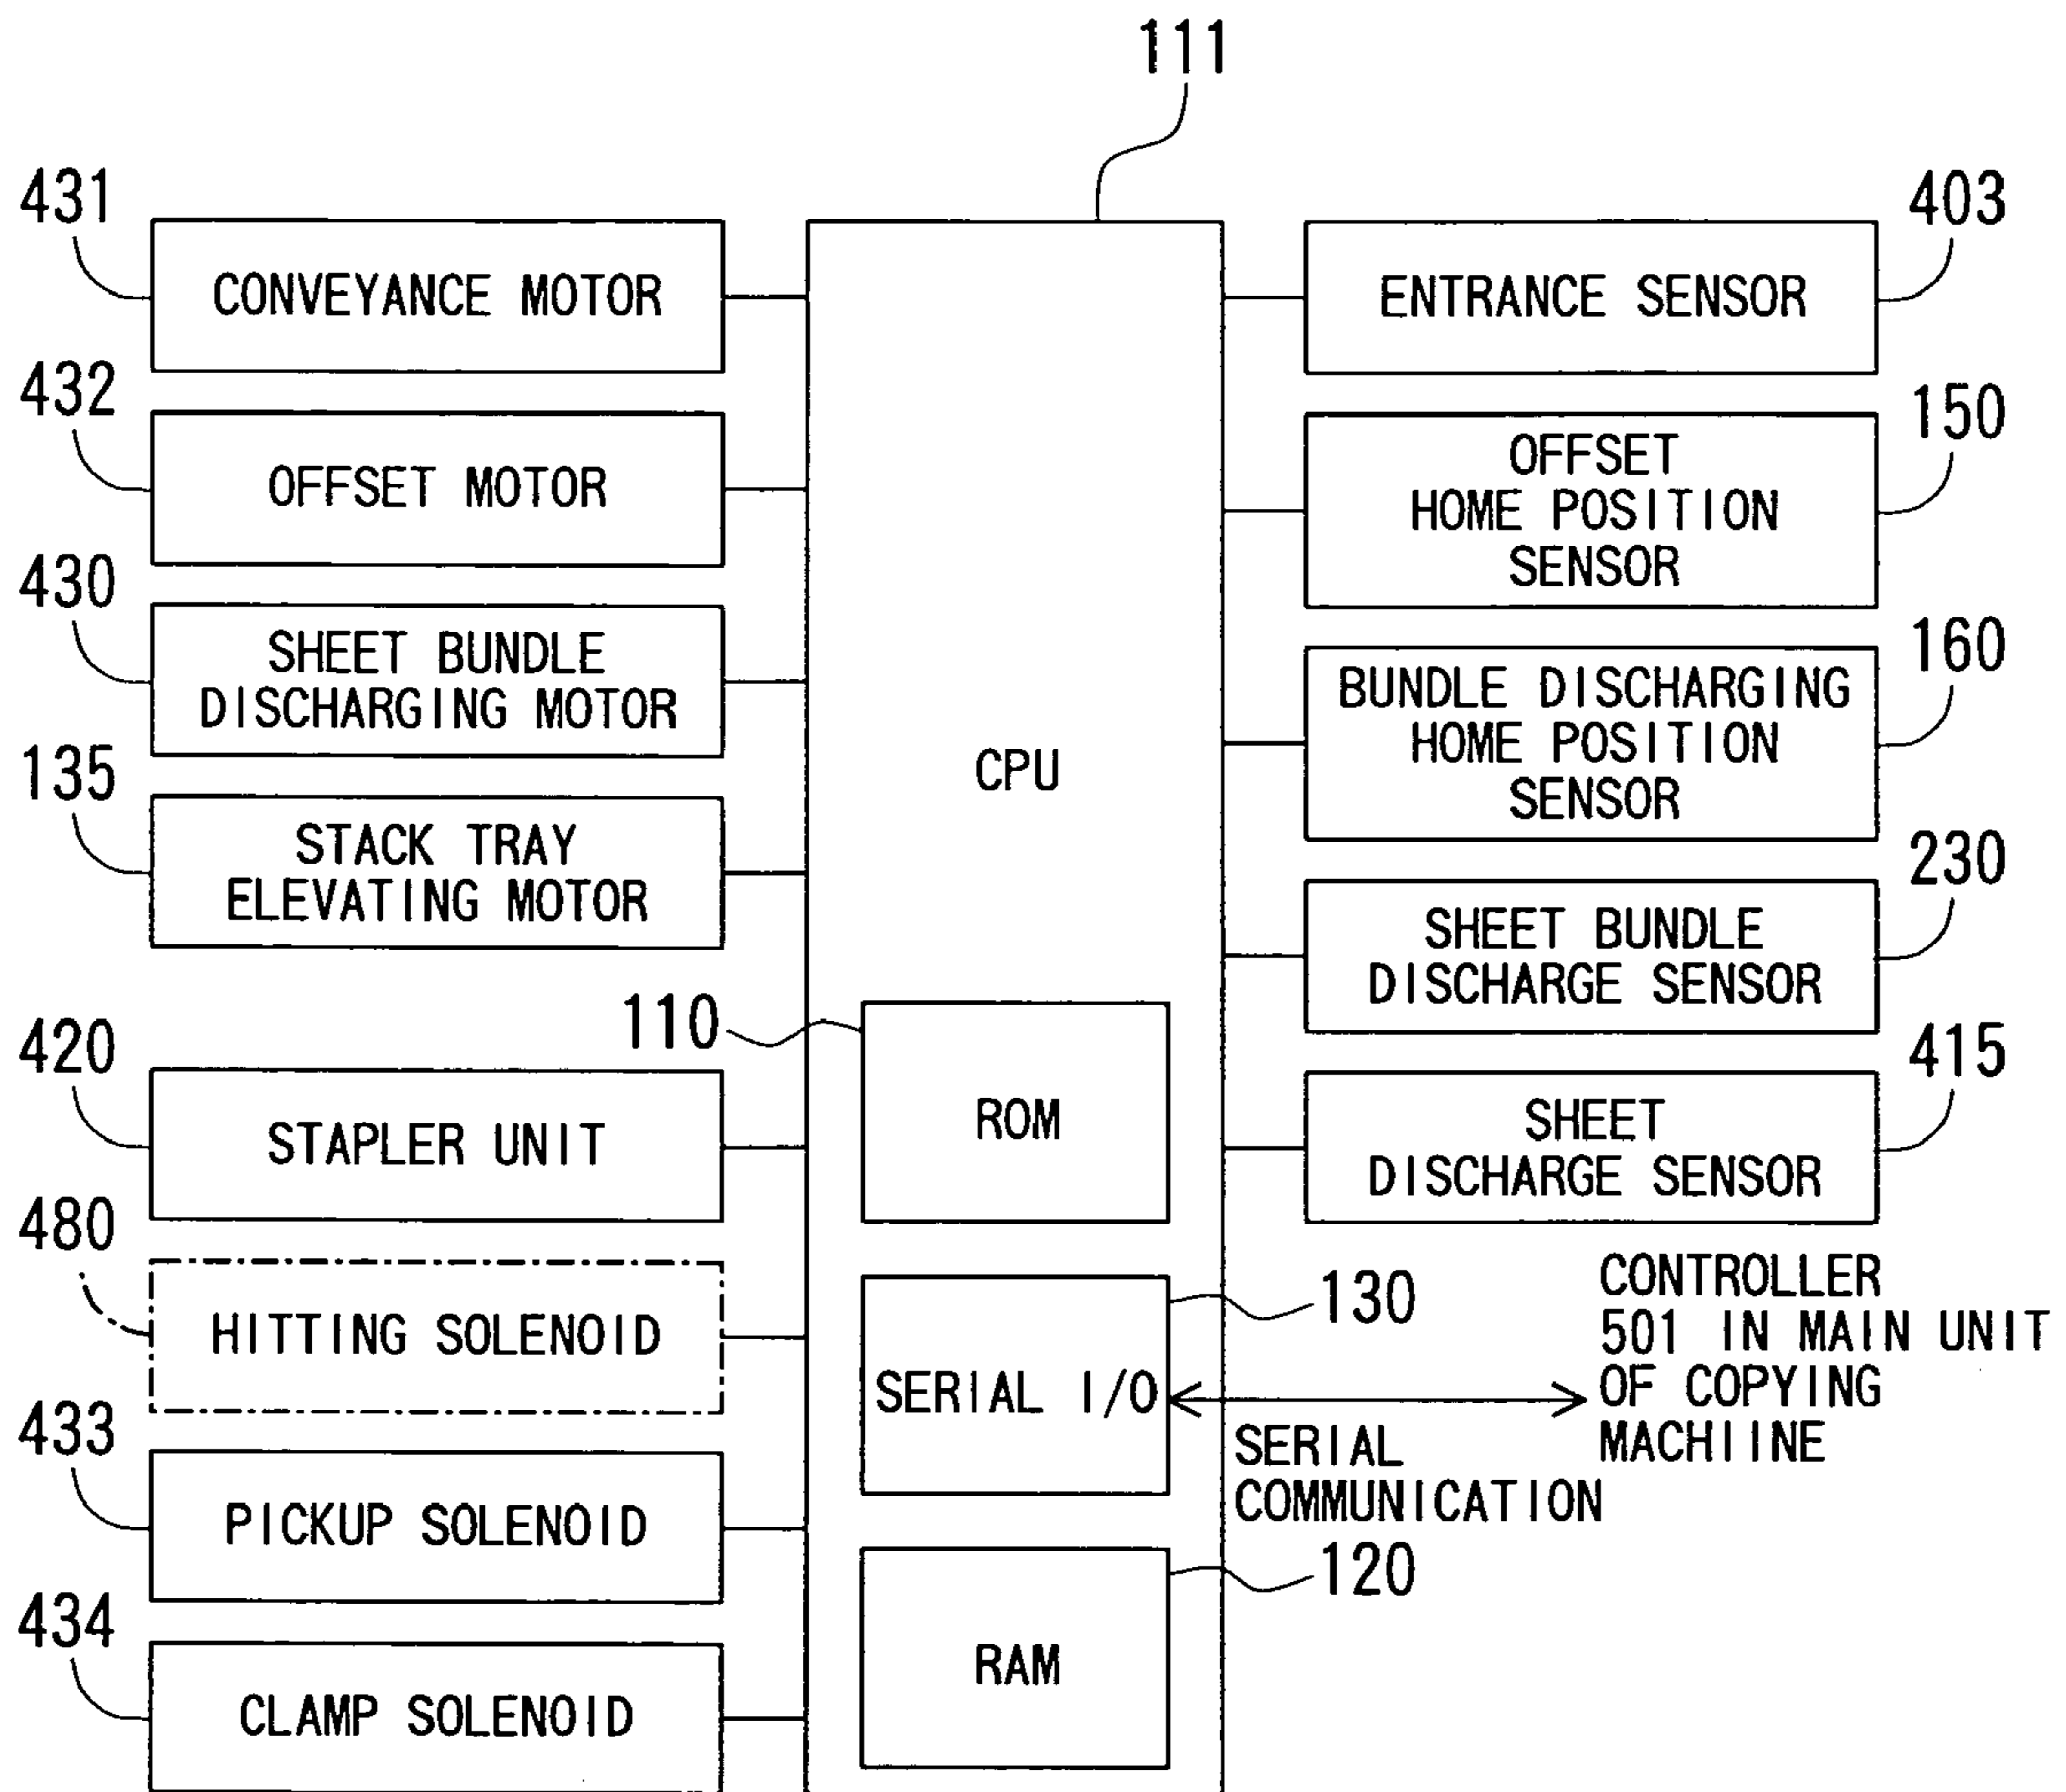 111
431
CONVEYANCE MOTOR
432
OFFSET MOTOR
430
SHEET BUNDLE
DISCHARGING MOTOR
135
STACK TRAY
ELEVATING MOTOR
420
STAPLER UNIT
480
HITTING SOLENOID
433
PICKUP SOLENOID
434
CLAMP SOLENOID
CPU
110
ROM
130
SERIAL I/O
120
RAM
403
ENTRANCE SENSOR
150
OFFSET
HOME POSITION
SENSOR
160
BUNDLE DISCHARGING
HOME POSITION
SENSOR
230
SHEET BUNDLE
DISCHARGE SENSOR
415
SHEET
DISCHARGE SENSOR
SERIAL
COMMUNICATION
CONTROLLER
501 IN MAIN UNIT
OF COPYING
MACHIINE